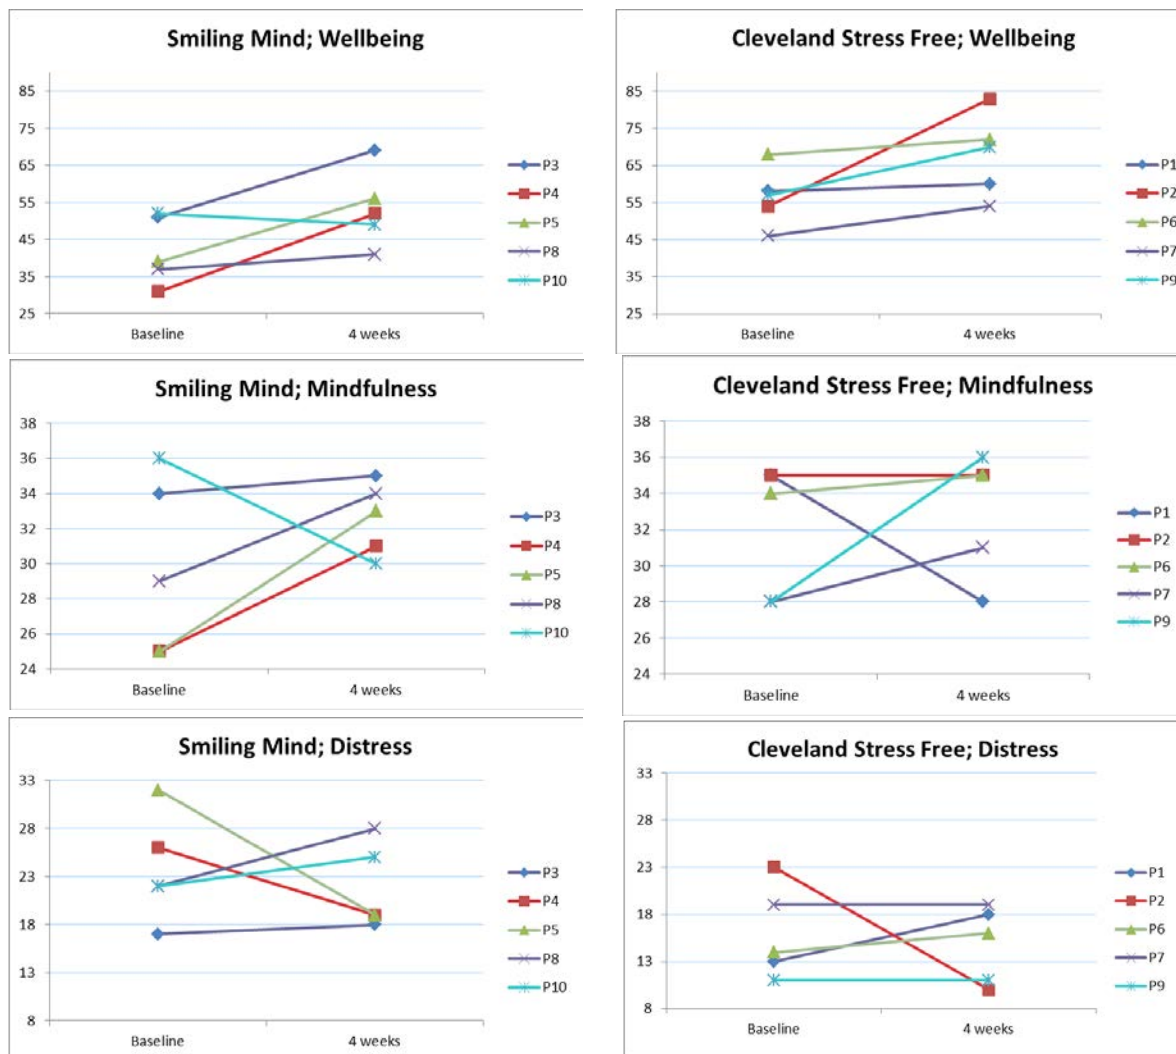 Smiling Mind; Wellbeing
85
75
65
55
45
35
25
Baseline
4 weeks
P3
P4
P5
P8
P10
Cleveland Stress Free; Wellbeing
85
75
65
55
45
35
25
Baseline
4 weeks
P1
P2
P6
P7
P9
Smiling Mind; Mindfulness
38
36
34
32
30
28
26
24
Baseline
4 weeks
P3
P4
P5
P8
P10
Cleveland Stress Free; Mindfulness
38
36
34
32
30
28
26
24
Baseline
4 weeks
P1
P2
P6
P7
P9
Smiling Mind; Distress
33
28
23
18
13
8
Baseline
4 weeks
P3
P4
P5
P8
P10
Cleveland Stress Free; Distress
33
28
23
18
13
8
Baseline
4 weeks
P1
P2
P6
P7
P9